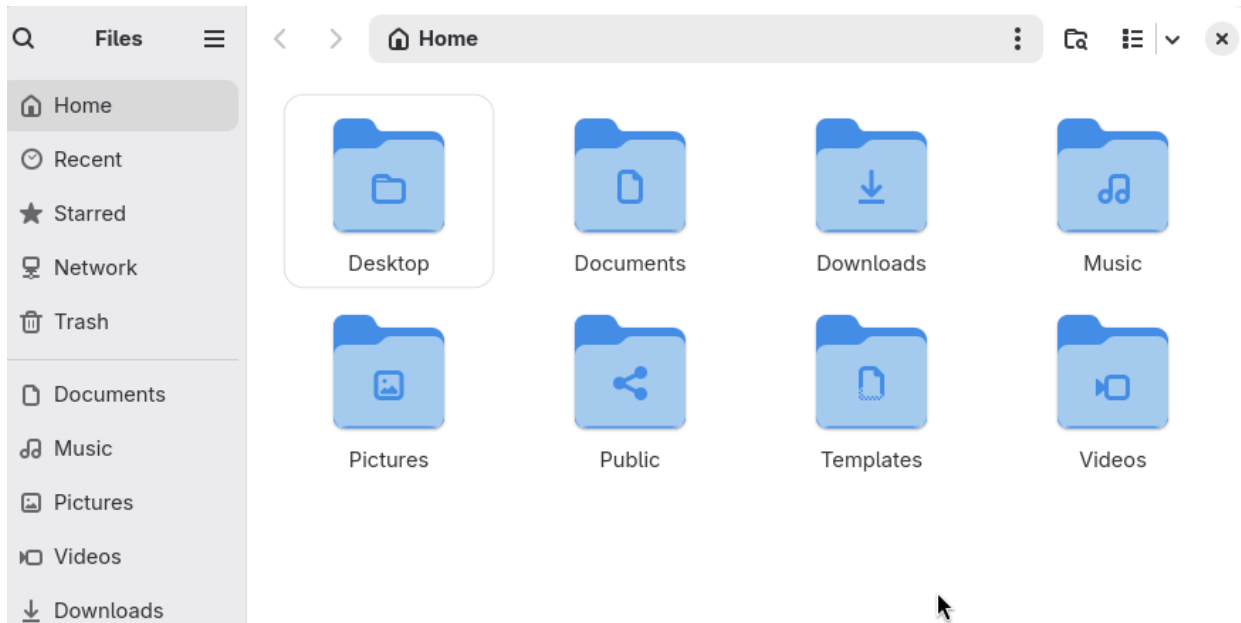 Files
Home
Recent
Starred
Network
Trash
Documents
Music
Pictures
Videos
Downloads
Home
Desktop
Documents
Downloads
Music
Pictures
Public
Templates
Videos